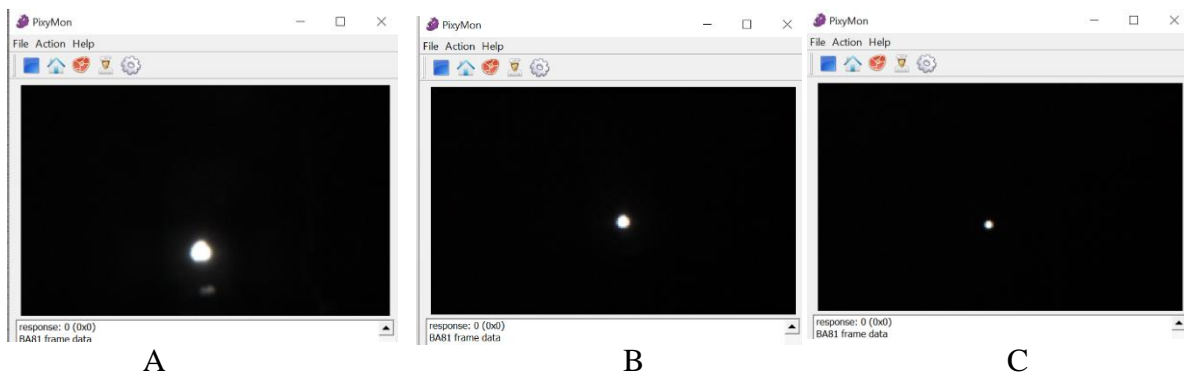 PixyMon
File Action Help
response: 0 (0x0)
BA81 frame data
A
PixyMon
File Action Help
response: 0 (0x0)
BA81 frame data
B
PixyMon
File Action Help
response: 0 (0x0)
BA81 frame data
C